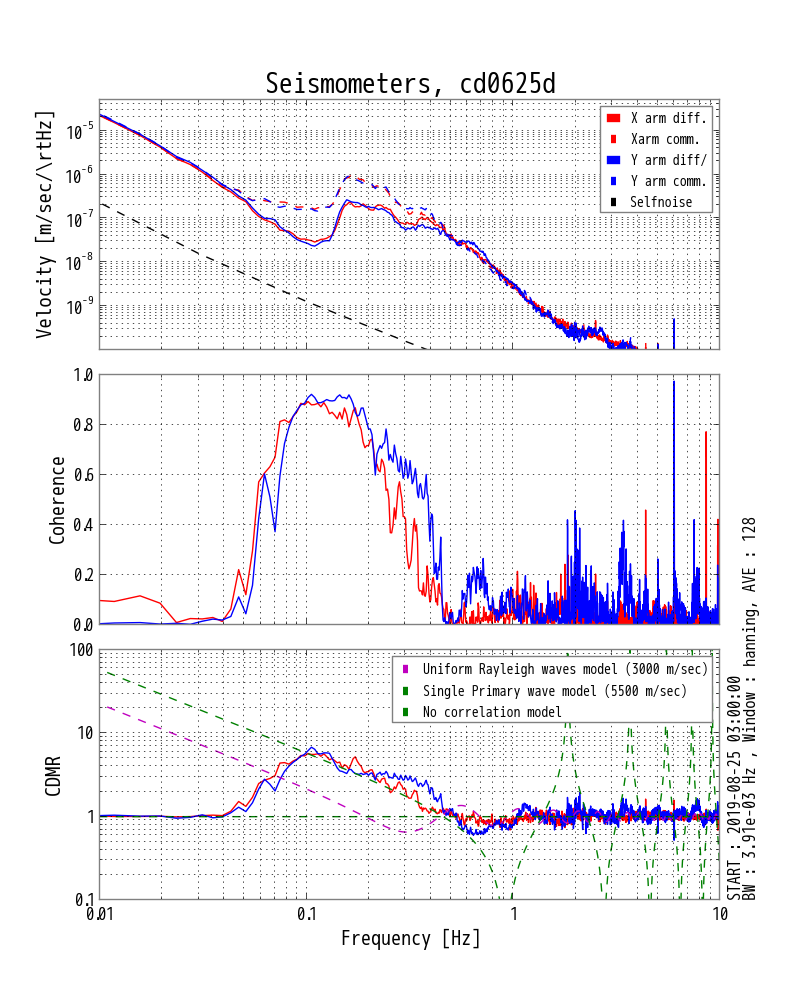 Seismometers, cd0625d
Velocity [m/sec/\rtHz]
10^-5
10^-6
10^-7
10^-8
10^-9
X arm diff.
Xarm comm.
Y arm diff/
Y arm comm.
Selfnoise
Coherence
1.0
0.8
0.6
0.4
0.2
0.0
CDMR
100
10
1
0.1
Uniform Rayleigh waves model (3000 m/sec)
Single Primary wave model (5500 m/sec)
No correlation model
0.01 0.1 1 10
Frequency [Hz]
START : 2019-08-25 03:00:00
BW : 3.91e-03 Hz , Window : hanning, AVE : 128